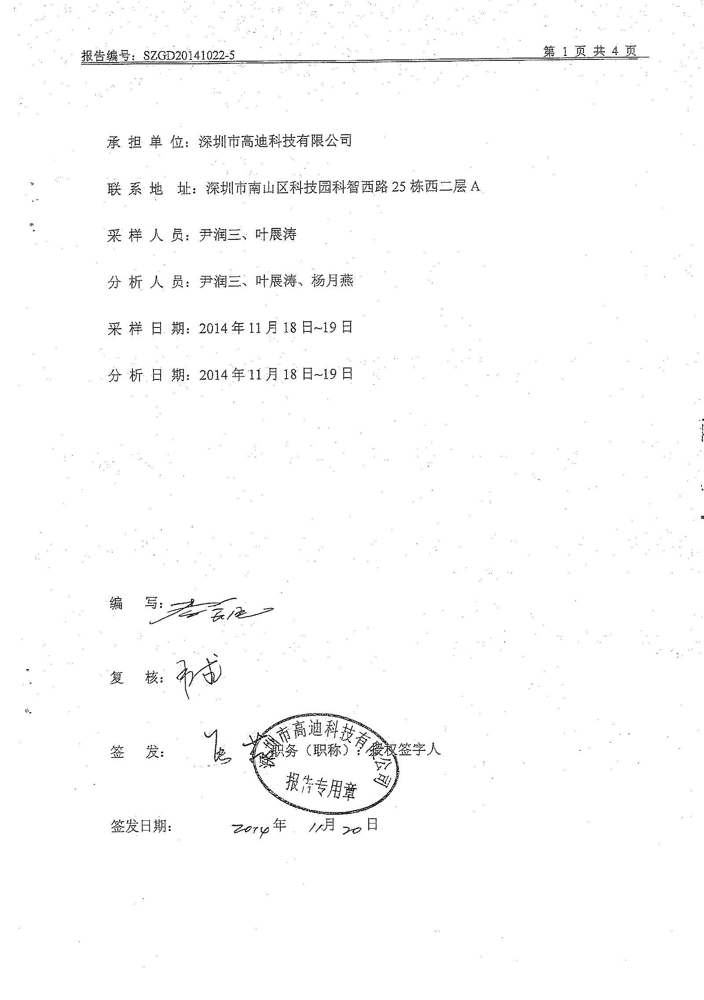 报告编号：SZGD20141022-5 第 1 页 共 4 页
承 担 单 位：深圳市高迪科技有限公司
联 系 地 址：深圳市南山区科技园科智西路 25 栋西二层 A
采 样 人 员：尹润三、叶展涛
分 析 人 员：尹润三、叶展涛、杨月燕
采 样 日 期：2014 年 11 月 18 日~19 日
分 析 日 期：2014 年 11 月 18 日~19 日
编 写：
复 核：
深圳市高迪科技有限公司
签 发： 职务（职称）：授权签字人
报告专用章
签发日期： 2014 年 11 月 20 日